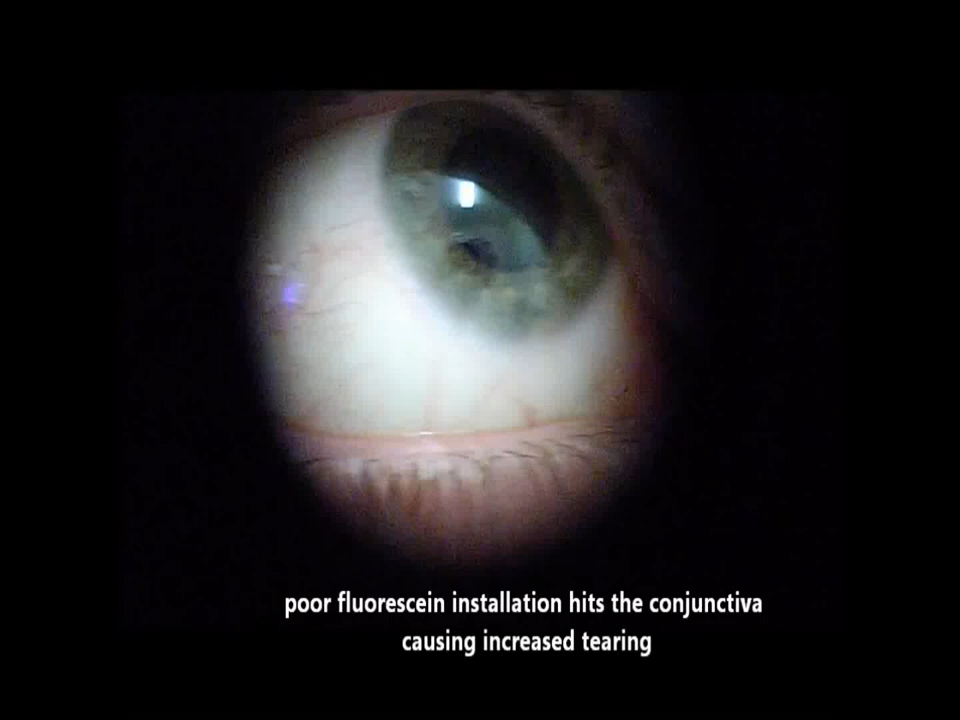 poor fluorescein installation hits the conjunctiva
causing increased tearing